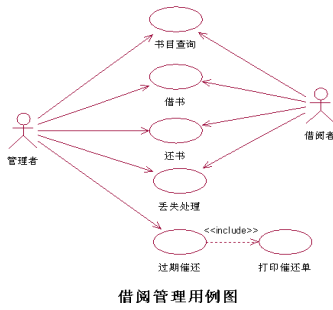 书目查询
借书
管理者
还书
借阅者
丢失处理
<<include>>
过期催还
打印催还单
借阅管理用例图